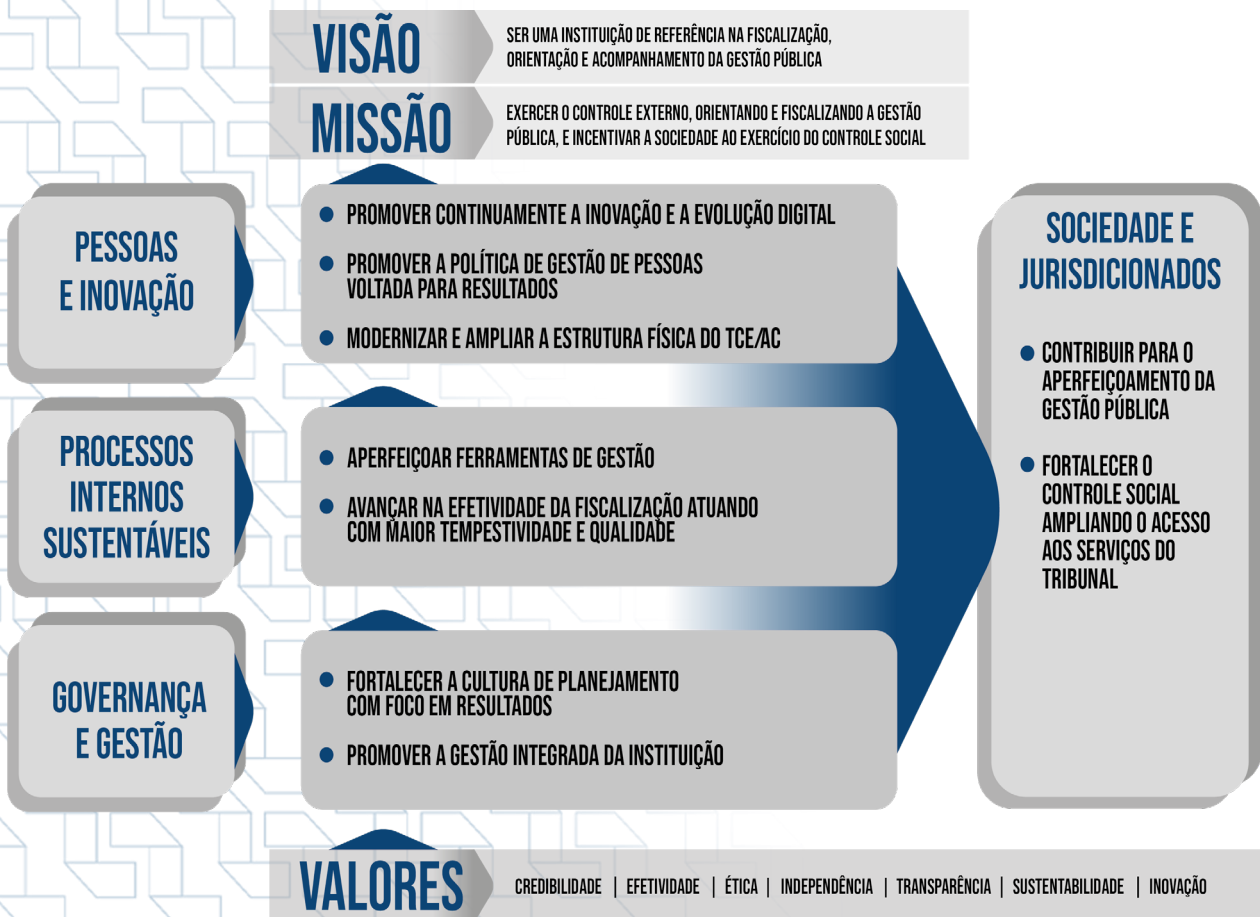 VISÃO
SER UMA INSTITUIÇÃO DE REFERÊNCIA NA FISCALIZAÇÃO,
ORIENTAÇÃO E ACOMPANHAMENTO DA GESTÃO PÚBLICA
MISSÃO
EXERCER O CONTROLE EXTERNO, ORIENTANDO E FISCALIZANDO A GESTÃO
PÚBLICA, E INCENTIVAR A SOCIEDADE AO EXERCÍCIO DO CONTROLE SOCIAL
PESSOAS
E INOVAÇÃO
PROMOVER CONTINUAMENTE A INOVAÇÃO E A EVOLUÇÃO DIGITAL
PROMOVER A POLÍTICA DE GESTÃO DE PESSOAS
VOLTADA PARA RESULTADOS
MODERNIZAR E AMPLIAR A ESTRUTURA FÍSICA DO TCE/AC
PROCESSOS
INTERNOS
SUSTENTÁVEIS
APERFEIÇOAR FERRAMENTAS DE GESTÃO
AVANÇAR NA EFETIVIDADE DA FISCALIZAÇÃO ATUANDO
COM MAIOR TEMPESTIVIDADE E QUALIDADE
GOVERNANÇA
E GESTÃO
FORTALECER A CULTURA DE PLANEJAMENTO
COM FOCO EM RESULTADOS
PROMOVER A GESTÃO INTEGRADA DA INSTITUIÇÃO
SOCIEDADE E
JURISDICIONADOS
CONTRIBUIR PARA O
APERFEIÇOAMENTO DA
GESTÃO PÚBLICA
FORTALECER O
CONTROLE SOCIAL
AMPLIANDO O ACESSO
AOS SERVIÇOS DO
TRIBUNAL
VALORES
CREDIBILIDADE | EFETIVIDADE | ÉTICA | INDEPENDÊNCIA | TRANSPARÊNCIA | SUSTENTABILIDADE | INOVAÇÃO